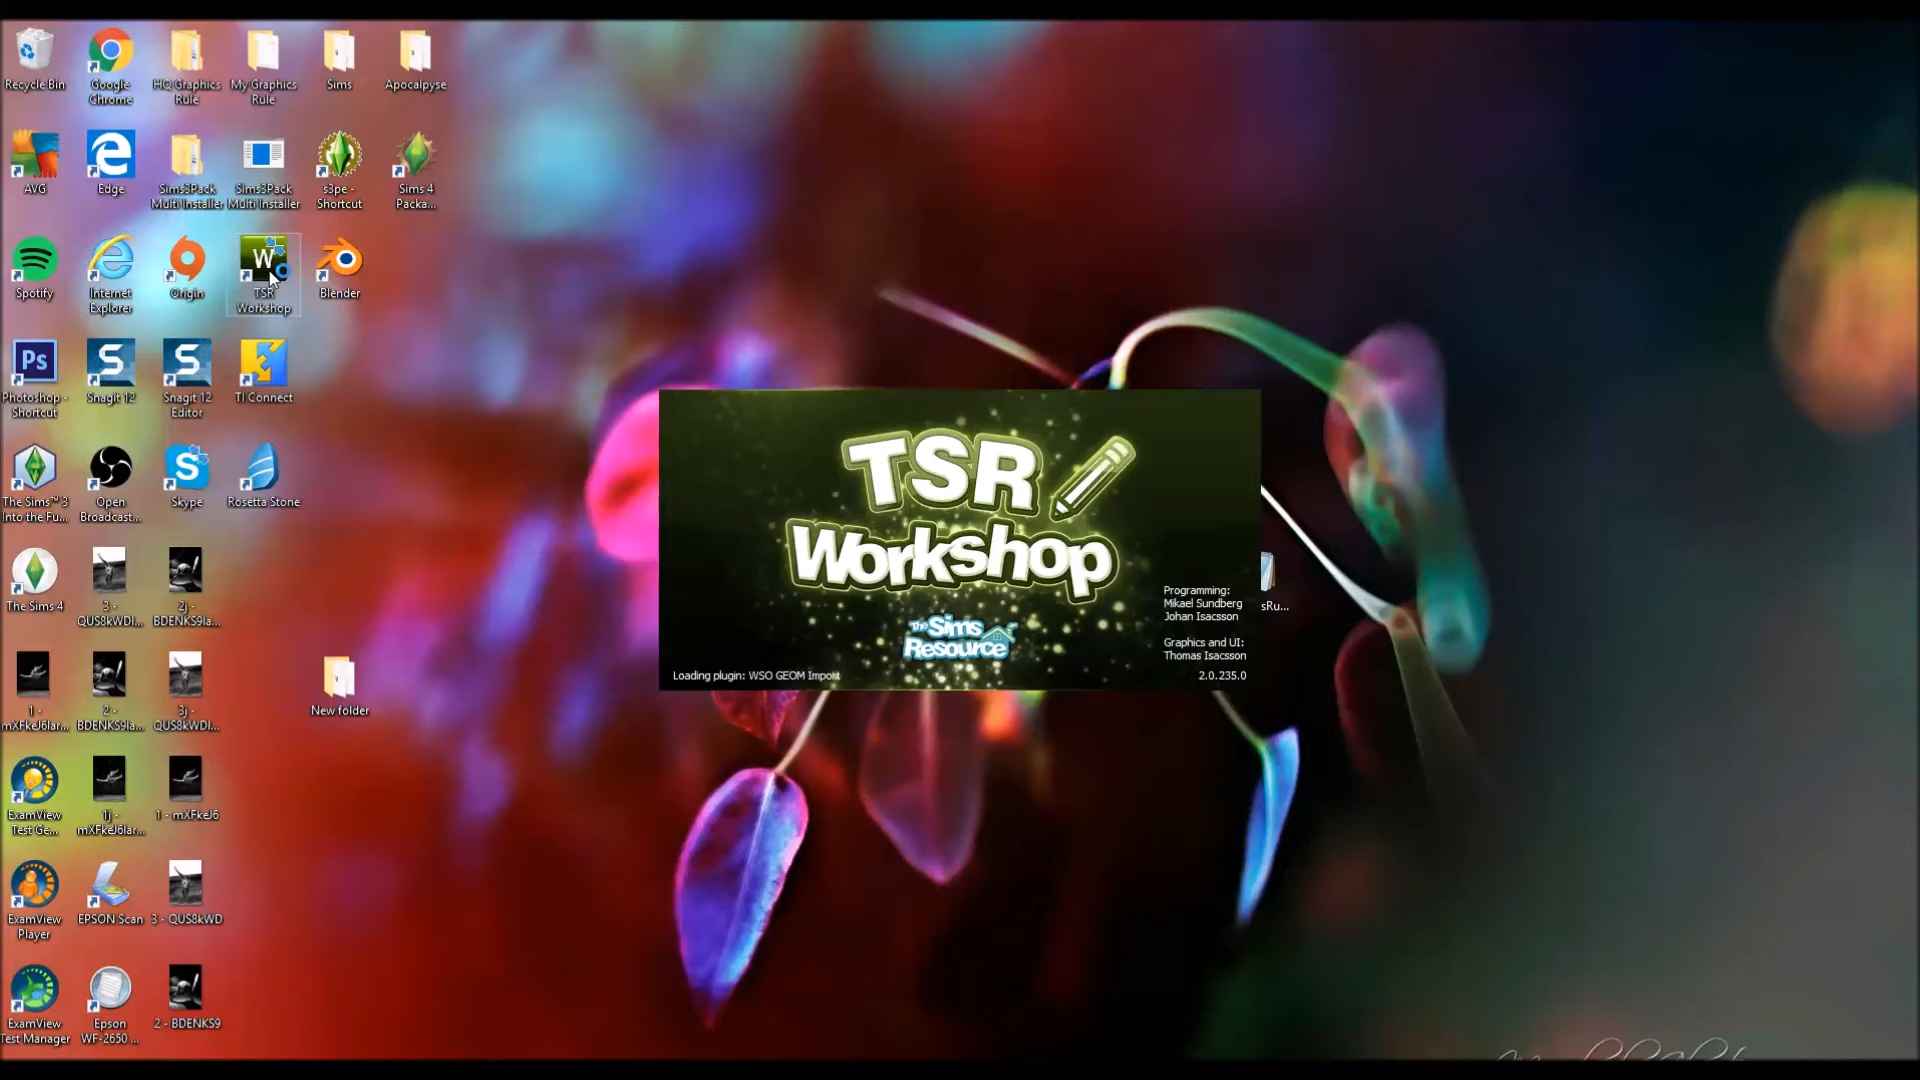 Recycle Bin
Google
Chrome
HQ Graphics
Rule
My Graphics
Rule
Sims
Apocalpyse
AVG
Edge
Sims3Pack
Multi Installer
Sims3Pack
Multi Installer
s3pe -
Shortcut
Sims 4
Packa...
Spotify
Internet
Explorer
Origin
W
TSR
Workshop
Blender
Ps
Photoshop -
Shortcut
S
Snagit 12
S
Snagit 12
Editor
TI Connect
The Sims™ 3
Into the Fu...
Open
Broadcast...
Skype
Rosetta Stone
The Sims 4
3 -
QUS8kWDl...
2j -
BDENKS9la...
1 -
mXFkeJ6lar...
2 -
BDENKS9la...
3j -
QUS8kWDl...
New folder
ExamView
Test Ge...
1j -
mXFkeJ6lar...
1 - mXFkeJ6
ExamView
Player
EPSON Scan
3 - QUS8kWD
ExamView
Test Manager
Epson
WF-2650 ...
2 - BDENKS9
TSR
Workshop
The Sims
Resource
Programming:
Mikael Sundberg
Johan Isacsson
Graphics and UI:
Thomas Isacsson
Loading plugin: WSO GEOM Import
2.0.235.0
sRu...